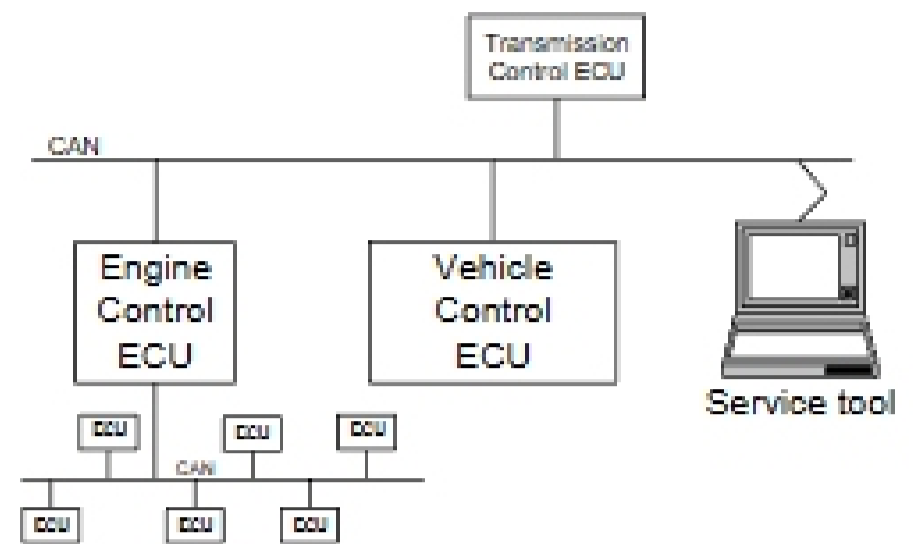 Transmission
Control ECU
CAN
Engine
Control
ECU
Vehicle
Control
ECU
Service tool
ECU
ECU
ECU
CAN
ECU
ECU
ECU